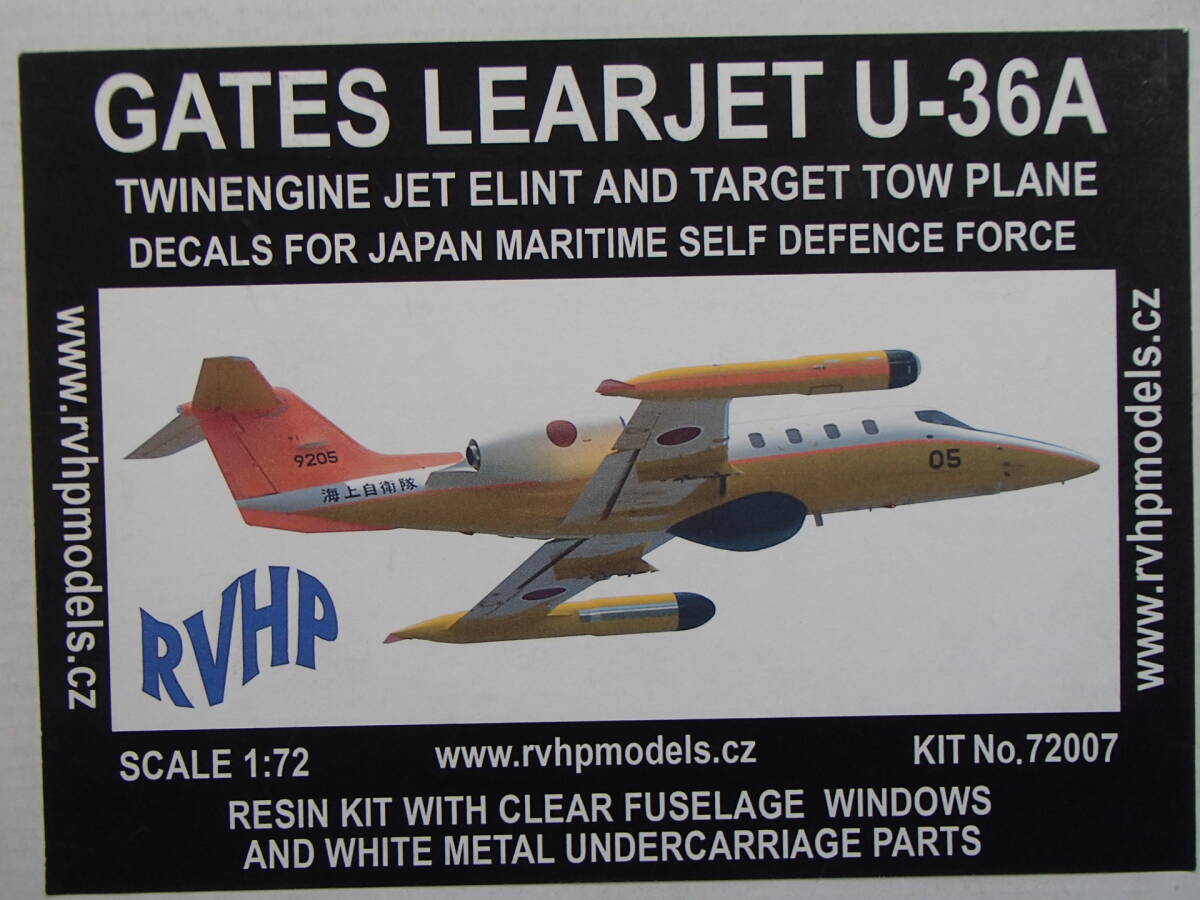 GATES LEARJET U-36A
TWINENGINE JET ELINT AND TARGET TOW PLANE
DECALS FOR JAPAN MARITIME SELF DEFENCE FORCE
www.rvhpmodels.cz
www.rvhpmodels.cz
9205
05
海上自衛隊
RVHP
SCALE 1:72
www.rvhpmodels.cz
KIT No.72007
RESIN KIT WITH CLEAR FUSELAGE WINDOWS
AND WHITE METAL UNDERCARRIAGE PARTS